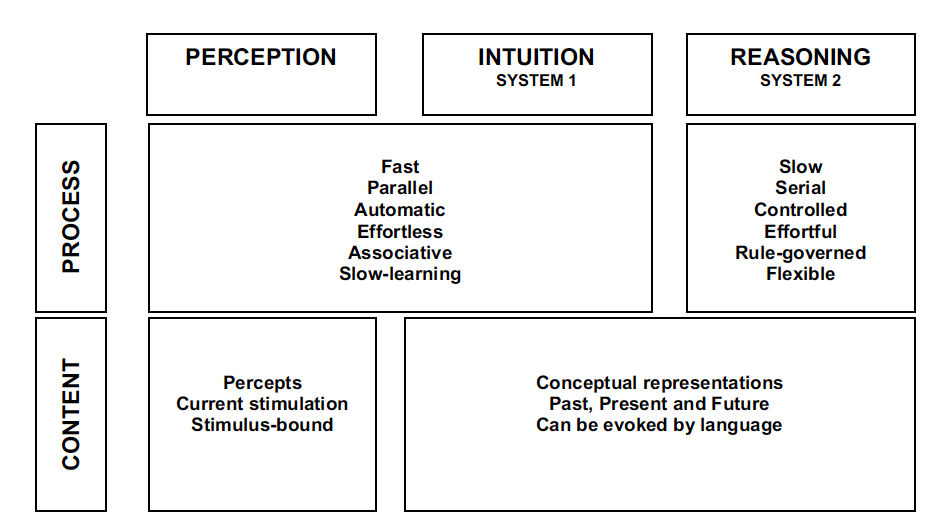 PERCEPTION
INTUITION
SYSTEM 1
REASONING
SYSTEM 2
PROCESS
Fast
Parallel
Automatic
Effortless
Associative
Slow-learning
Slow
Serial
Controlled
Effortful
Rule-governed
Flexible
CONTENT
Percepts
Current stimulation
Stimulus-bound
Conceptual representations
Past, Present and Future
Can be evoked by language